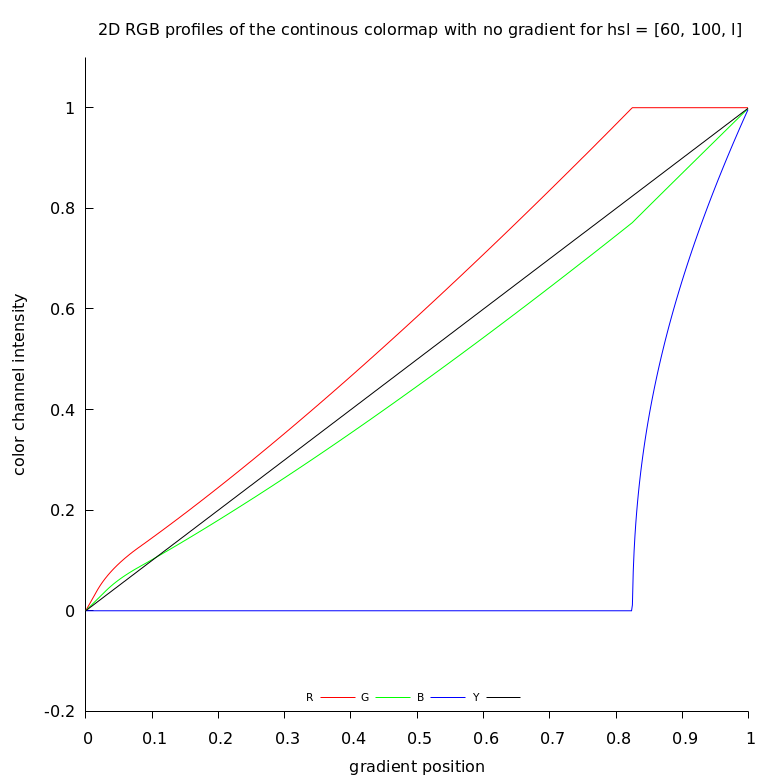 2D RGB profiles of the continous colormap with no gradient for hsl = [60, 100, l]
1
0.8
0.6
0.4
0.2
0
-0.2
color channel intensity
R G B Y
0 0.1 0.2 0.3 0.4 0.5 0.6 0.7 0.8 0.9 1
gradient position